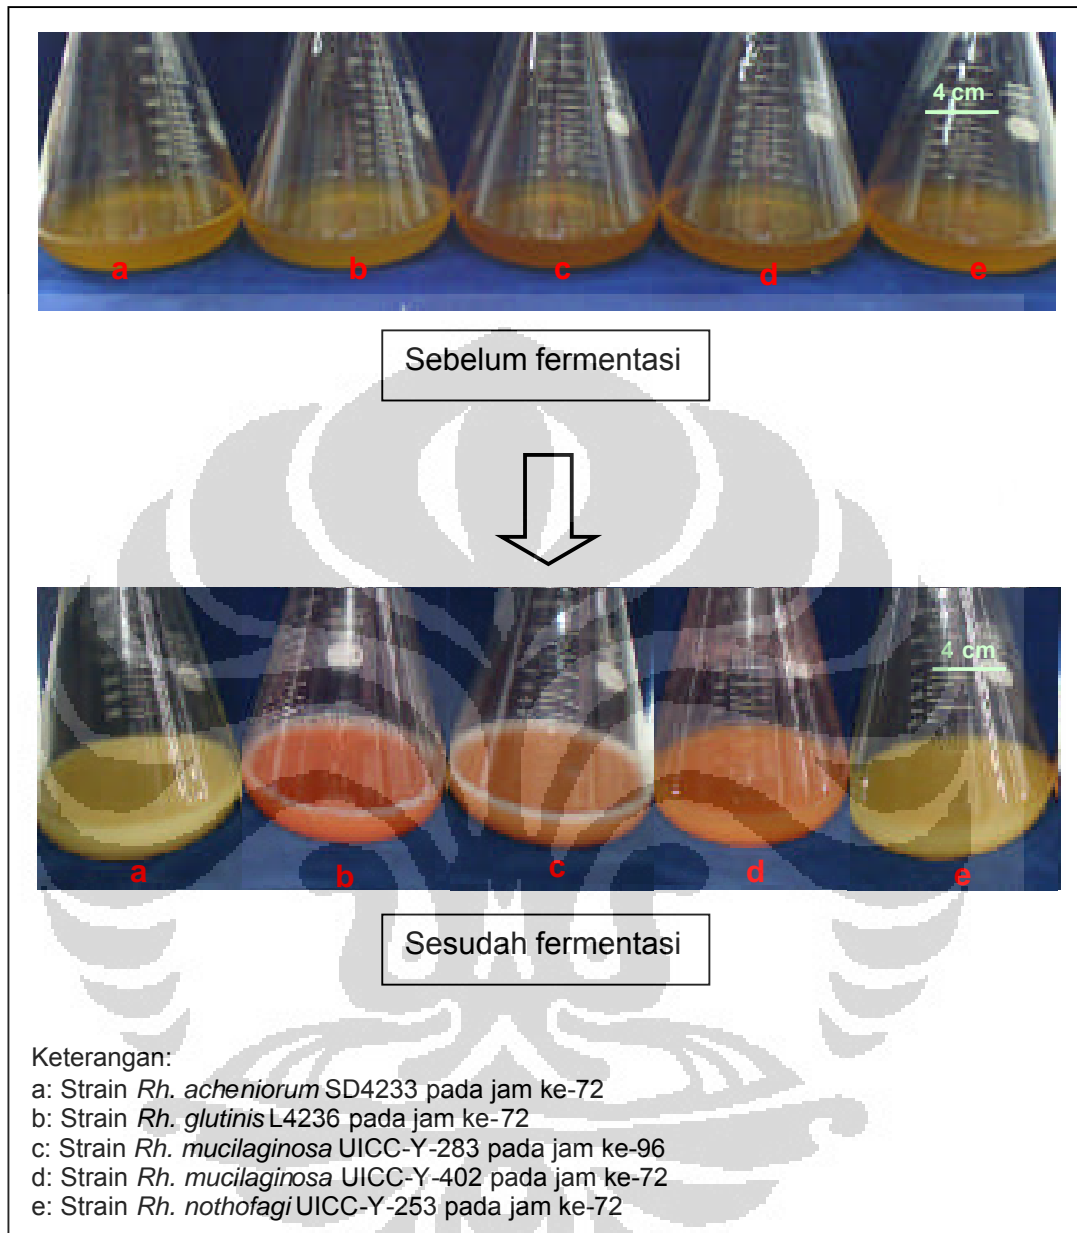 4 cm
a b c d e
Sebelum fermentasi
4 cm
a b c d e
Sesudah fermentasi
Keterangan:
a: Strain Rh. acheniorum SD4233 pada jam ke-72
b: Strain Rh. glutinis L4236 pada jam ke-72
c: Strain Rh. mucilaginosa UICC-Y-283 pada jam ke-96
d: Strain Rh. mucilaginosa UICC-Y-402 pada jam ke-72
e: Strain Rh. nothofagi UICC-Y-253 pada jam ke-72